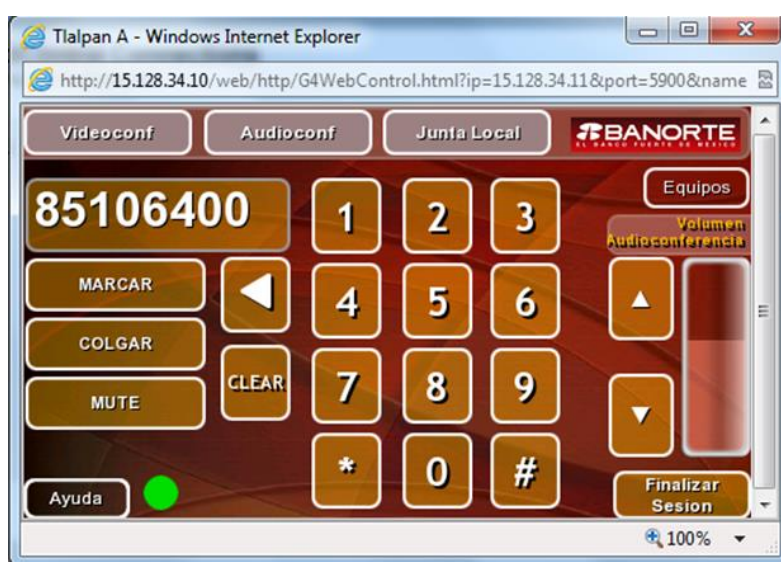 Tlalpan A - Windows Internet Explorer
http://15.128.34.10/web/http/G4WebControl.html?ip=15.128.34.11&port=5900&name
Videoconf Audioconf Junta Local BANORTE
EL BANCO FUERTE DE MEXICO
Equipos
85106400 1 2 3
Volumen
Audioconferencia
MARCAR
4 5 6
COLGAR
CLEAR 7 8 9
MUTE
* 0 #
Ayuda
Finalizar
Sesion
100%